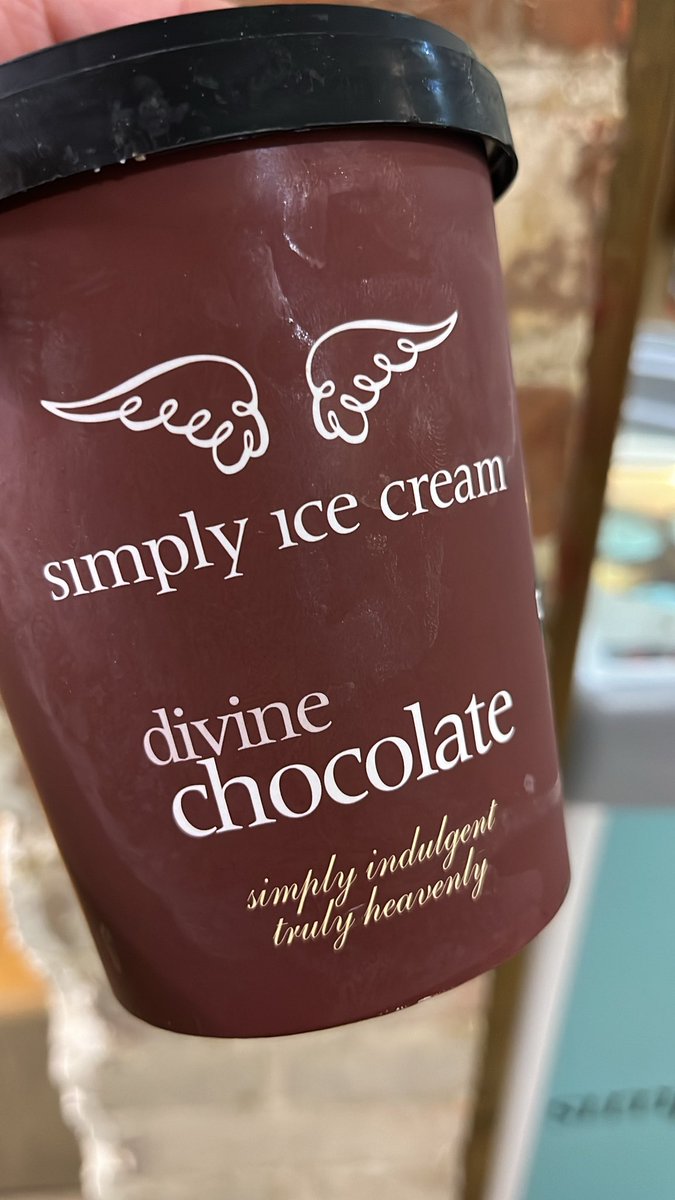 simply ice cream
divine
chocolate
simply indulgent
truly heavenly